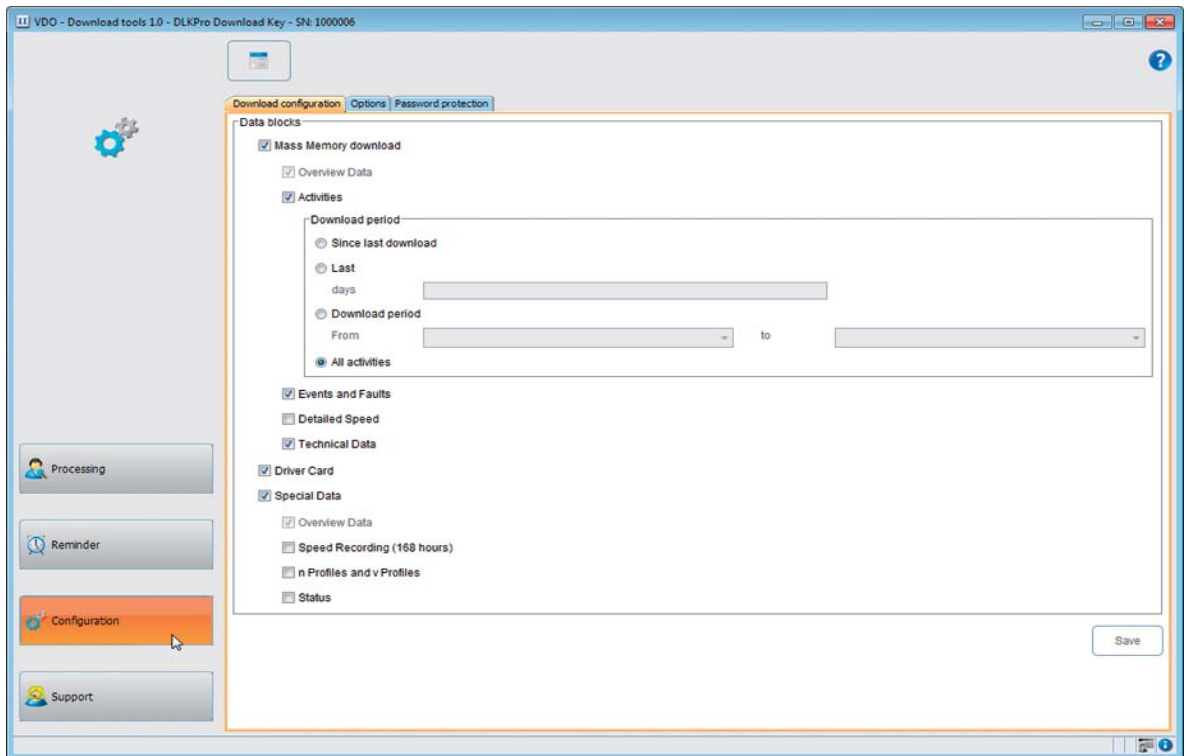 VDO - Download tools 1.0 - DLKPro Download Key - SN: 1000006
Download configuration Options Password protection
Data blocks
Mass Memory download
Overview Data
Activities
Download period
Since last download
Last
days
Download period
From to
All activities
Events and Faults
Detailed Speed
Technical Data
Driver Card
Special Data
Overview Data
Speed Recording (168 hours)
n Profiles and v Profiles
Status
Save
Processing
Reminder
Configuration
Support